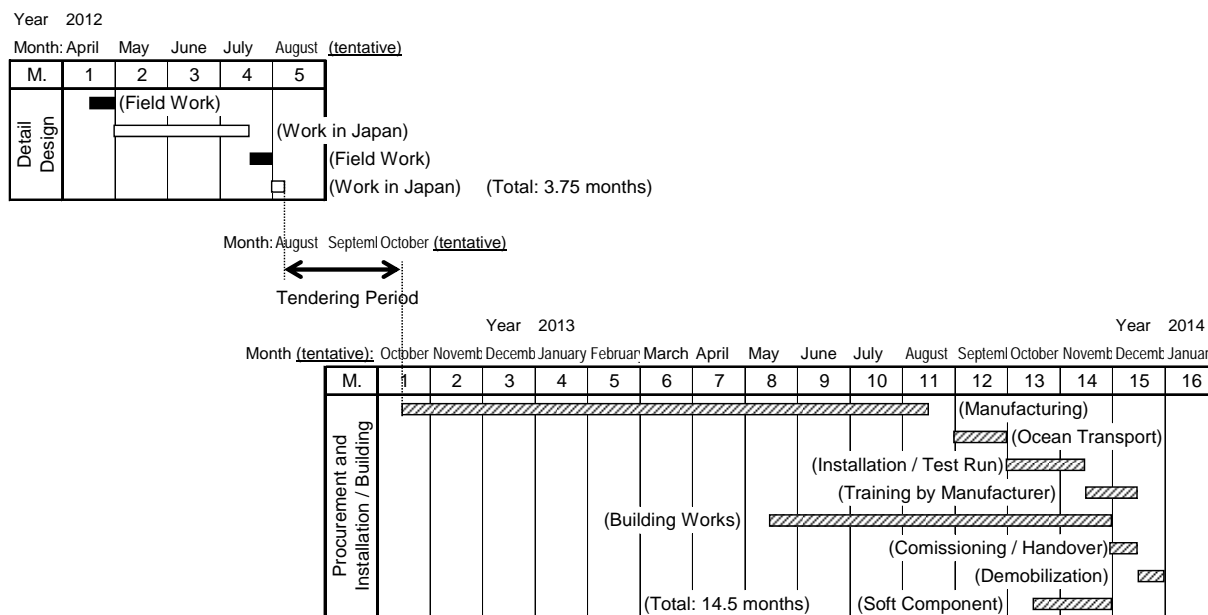 Year 2012
Month: April May June July August (tentative)
M. 1 2 3 4 5
Detail Design
(Field Work)
(Work in Japan)
(Field Work)
(Work in Japan) (Total: 3.75 months)
Month: August Septeml October (tentative)
Tendering Period
Year 2013 Year 2014
Month (tentative): October Novemb Decemb January February March April May June July August Septeml October Novemb Decemb Januar
M. 1 2 3 4 5 6 7 8 9 10 11 12 13 14 15 16
Procurement and Installation / Building
(Manufacturing)
(Ocean Transport)
(Installation / Test Run)
(Training by Manufacturer)
(Building Works)
(Comissioning / Handover)
(Demobilization)
(Total: 14.5 months) (Soft Component)